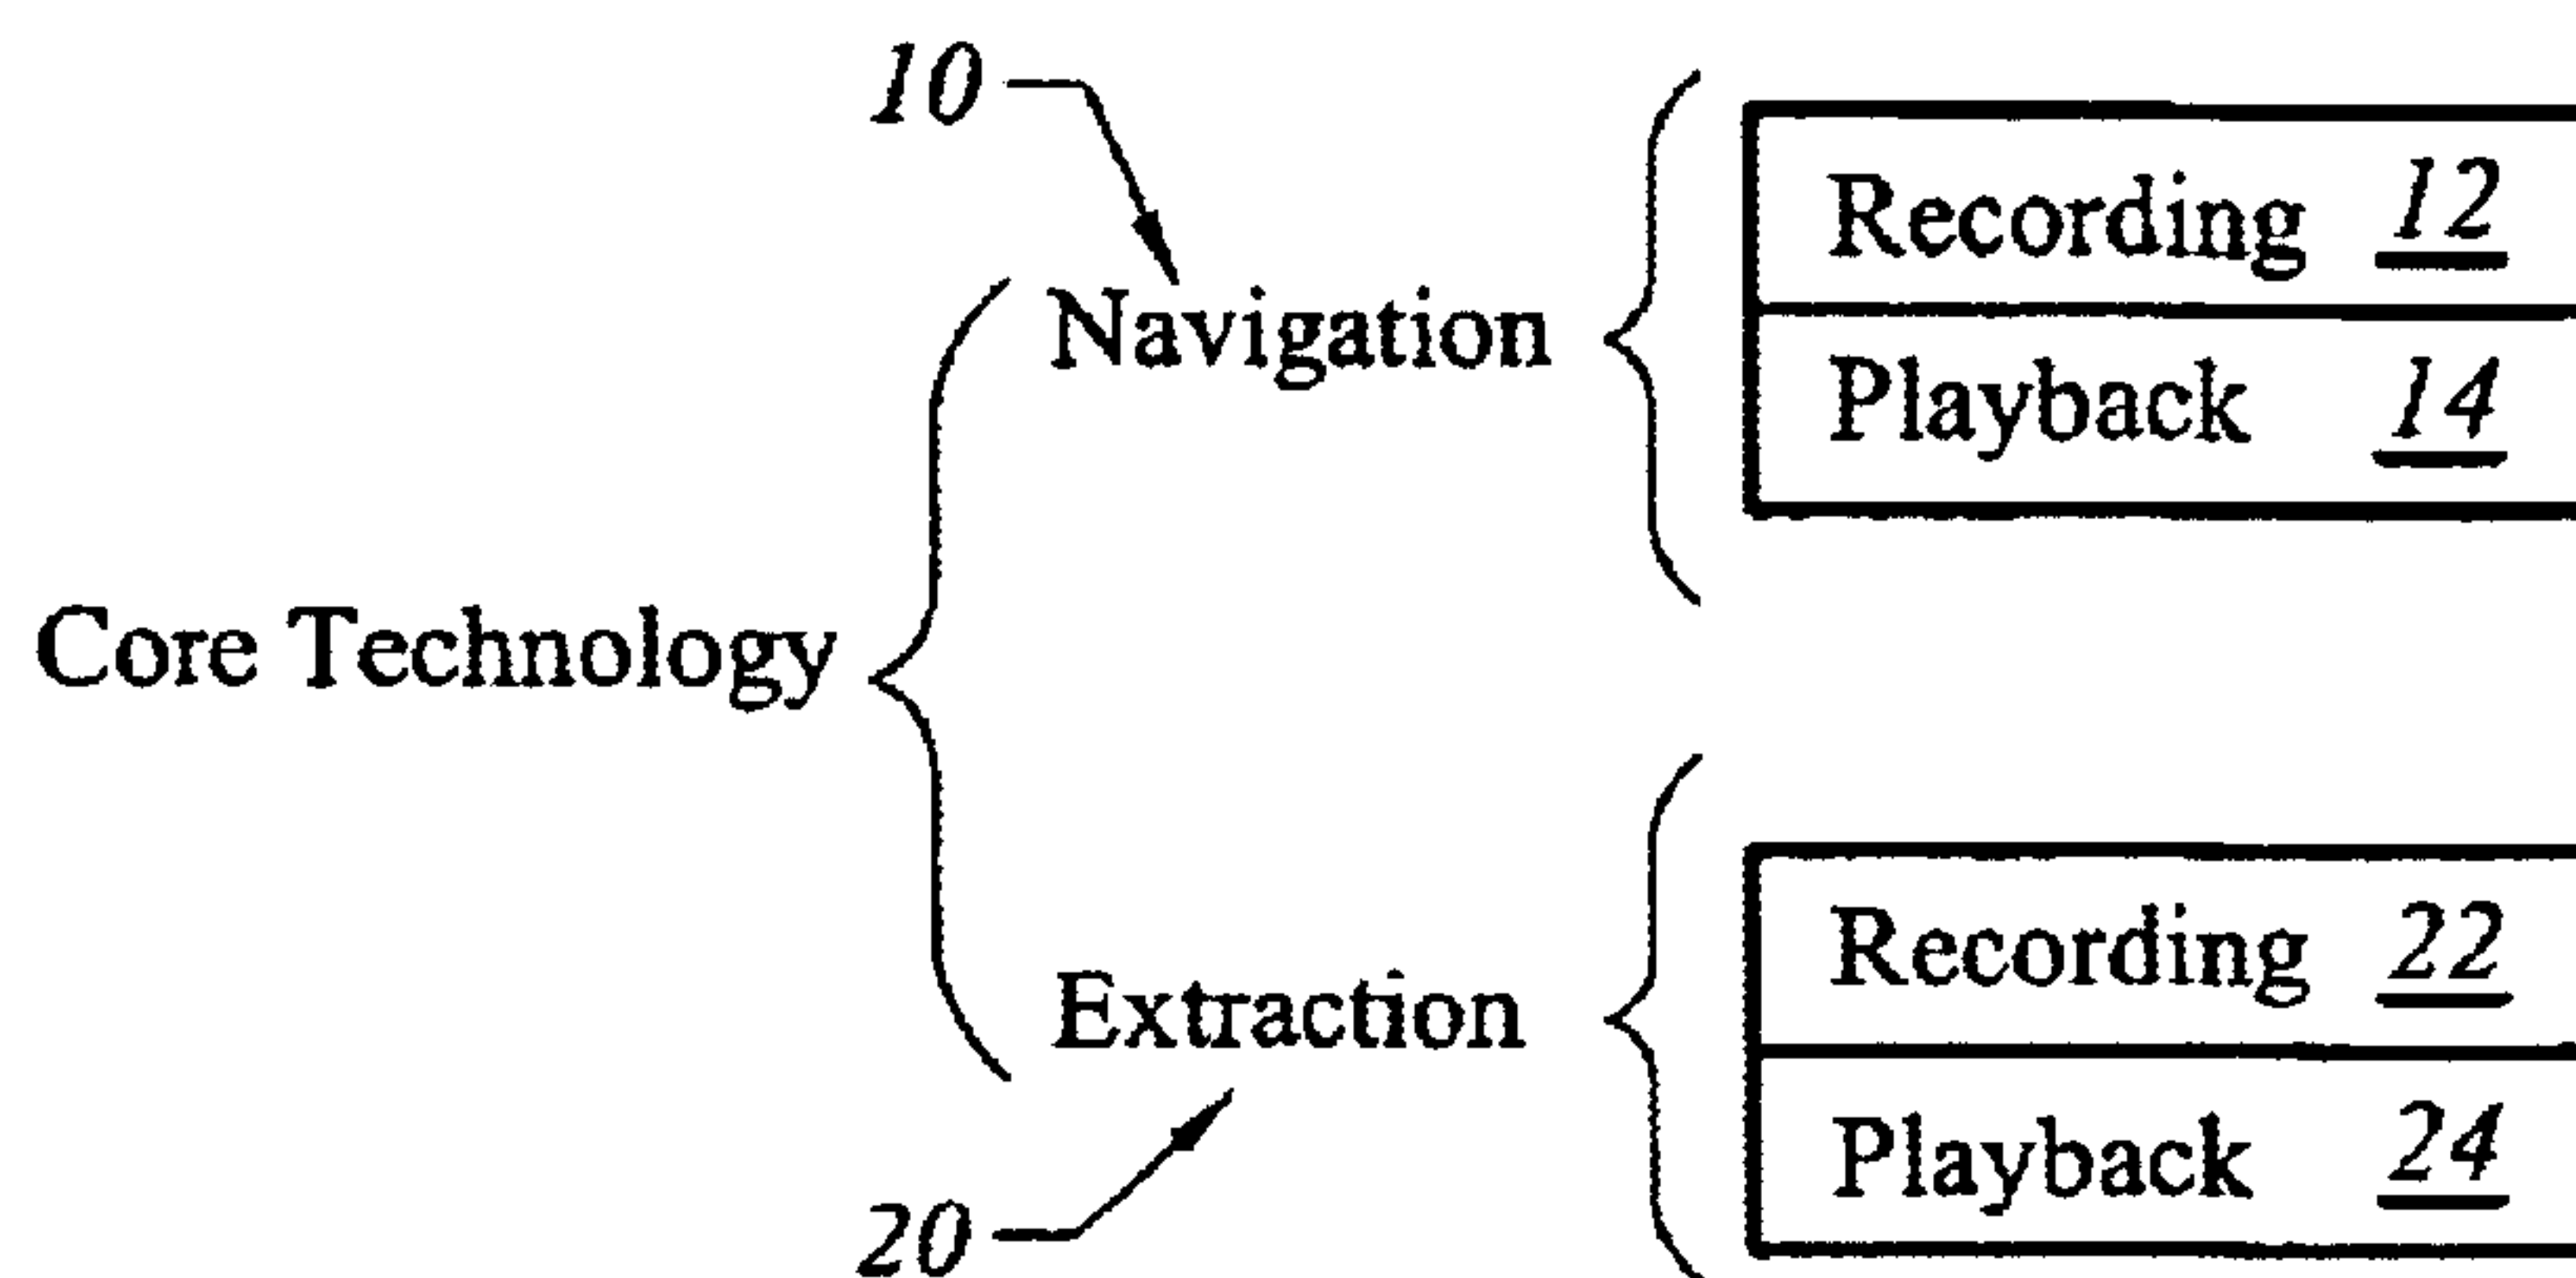 10
Recording 12
Navigation
Playback 14
Core Technology
Recording 22
Extraction
Playback 24
20